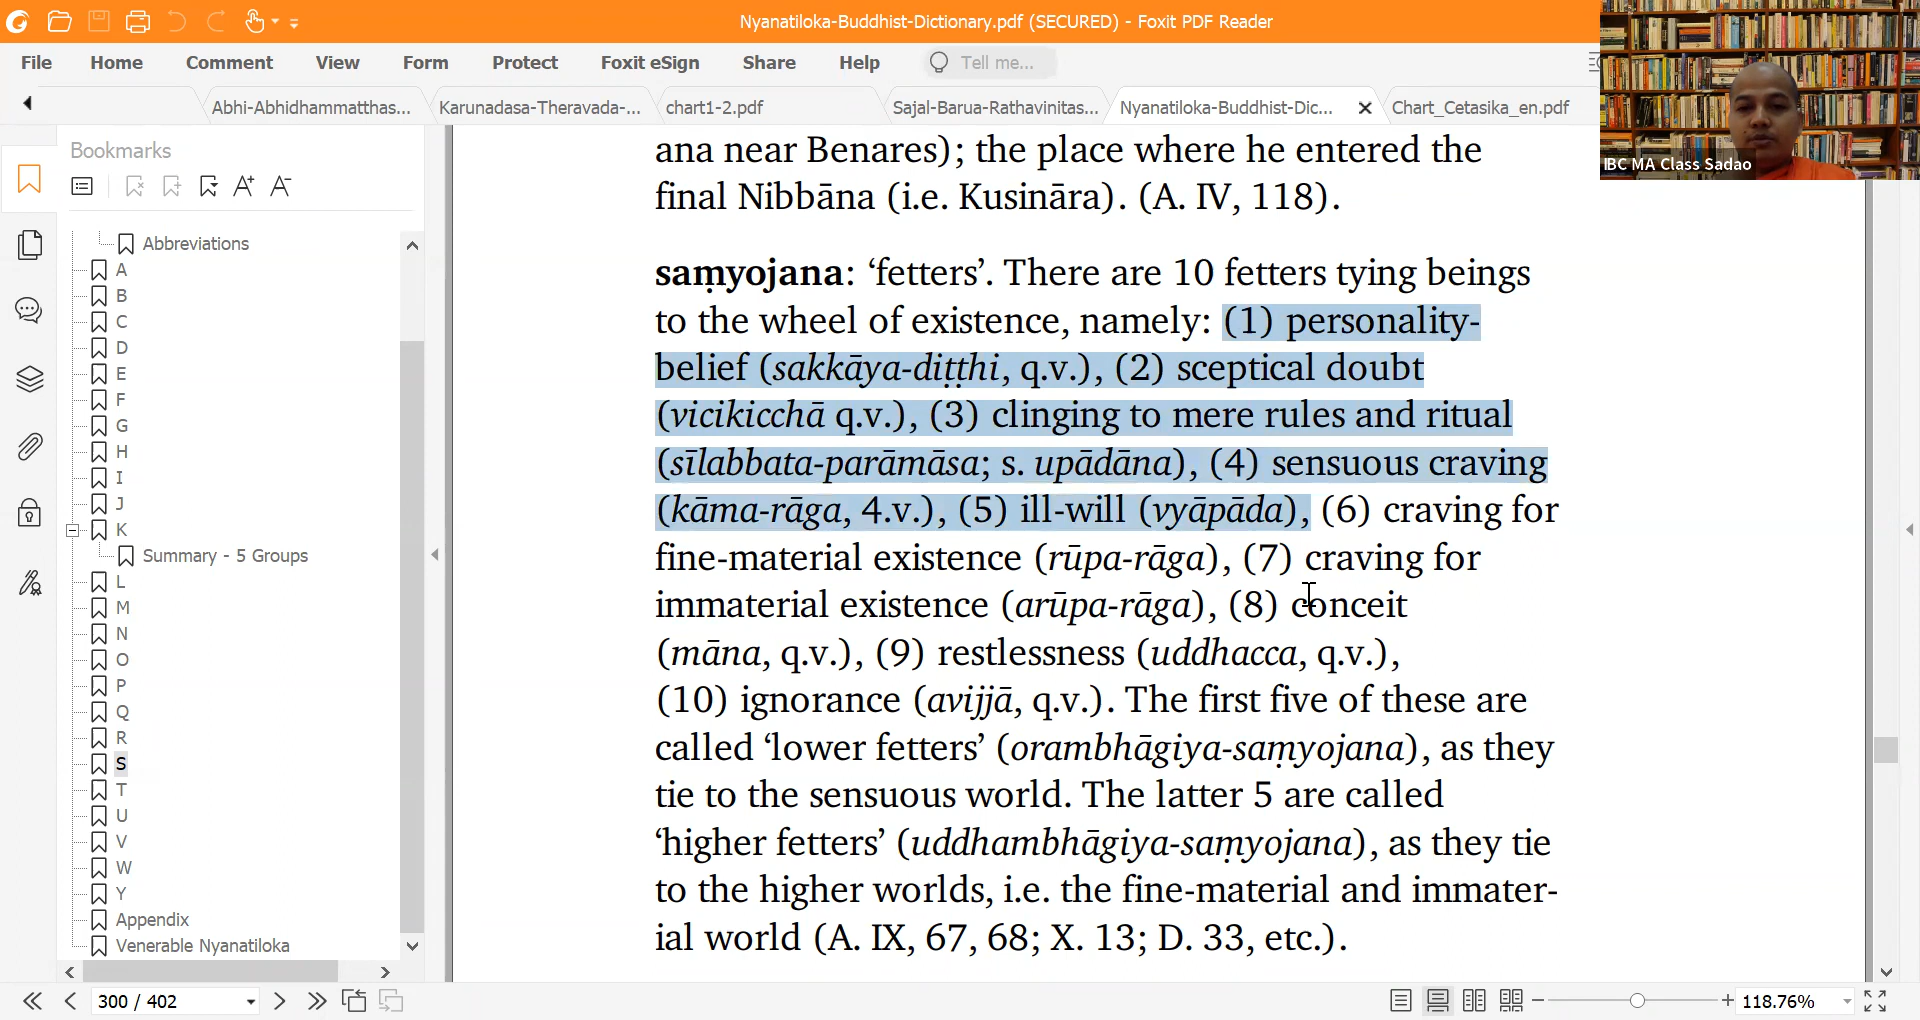 Nyanatiloka-Buddhist-Dictionary.pdf (SECURED) - Foxit PDF Reader
File Home Comment View Form Protect Foxit eSign Share Help Tell me...
Abhi-Abhidhammatthas... Karunadasa-Theravada-... chart1-2.pdf Sajal-Barua-Rathavinitas... Nyanatiloka-Buddhist-Dic... Chart_Cetasika_en.pdf
IBC MA Class Sadao
Bookmarks
Abbreviations
A
B
C
D
E
F
G
H
I
J
K
Summary - 5 Groups
L
M
N
O
P
Q
R
S
T
U
V
W
Y
Appendix
Venerable Nyanatiloka
ana near Benares); the place where he entered the
final Nibbāna (i.e. Kusināra). (A. IV, 118).
saṃyojana: ‘fetters’. There are 10 fetters tying beings
to the wheel of existence, namely: (1) personality-
belief (sakkāya-diṭṭhi, q.v.), (2) sceptical doubt
(vicikicchā q.v.), (3) clinging to mere rules and ritual
(sīlabbata-parāmāsa; s. upādāna), (4) sensuous craving
(kāma-rāga, 4.v.), (5) ill-will (vyāpāda), (6) craving for
fine-material existence (rūpa-rāga), (7) craving for
immaterial existence (arūpa-rāga), (8) conceit
(māna, q.v.), (9) restlessness (uddhacca, q.v.),
(10) ignorance (avijjā, q.v.). The first five of these are
called ‘lower fetters’ (orambhāgiya-saṃyojana), as they
tie to the sensuous world. The latter 5 are called
‘higher fetters’ (uddhambhāgiya-saṃyojana), as they tie
to the higher worlds, i.e. the fine-material and immater-
ial world (A. IX, 67, 68; X. 13; D. 33, etc.).
300 / 402
118.76%